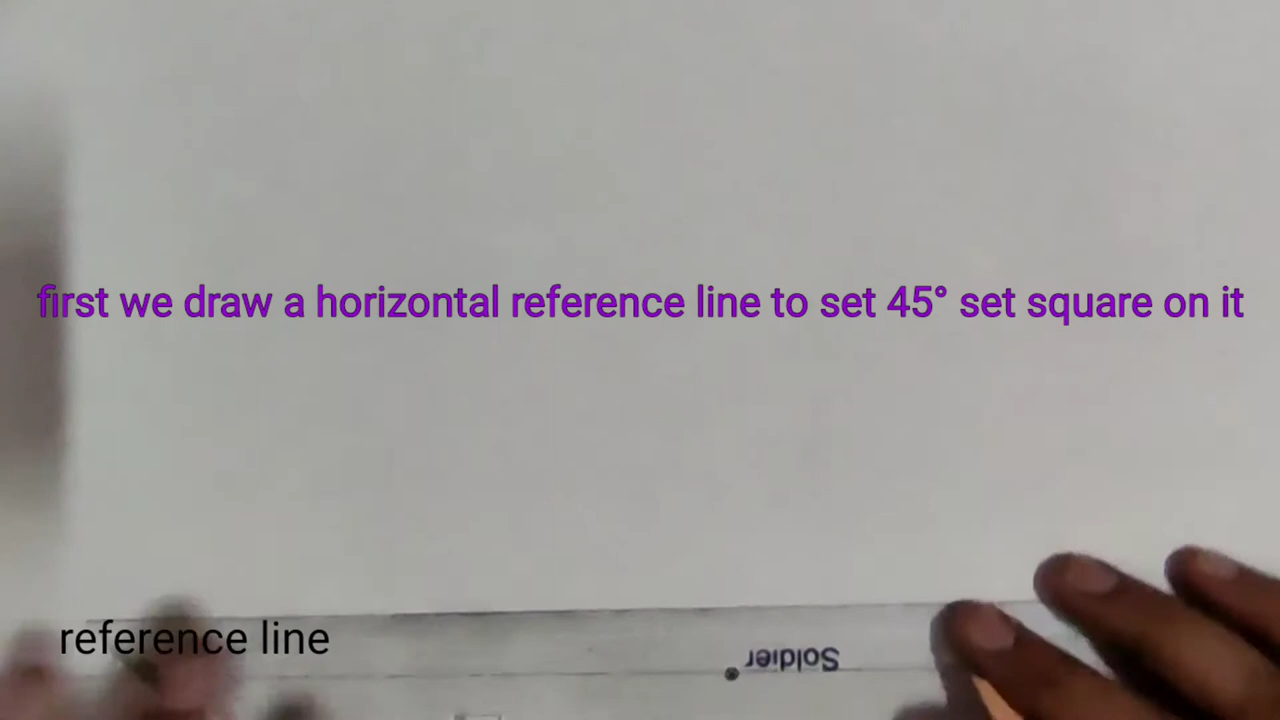 first we draw a horizontal reference line to set 45° set square on it
reference line
Soldier